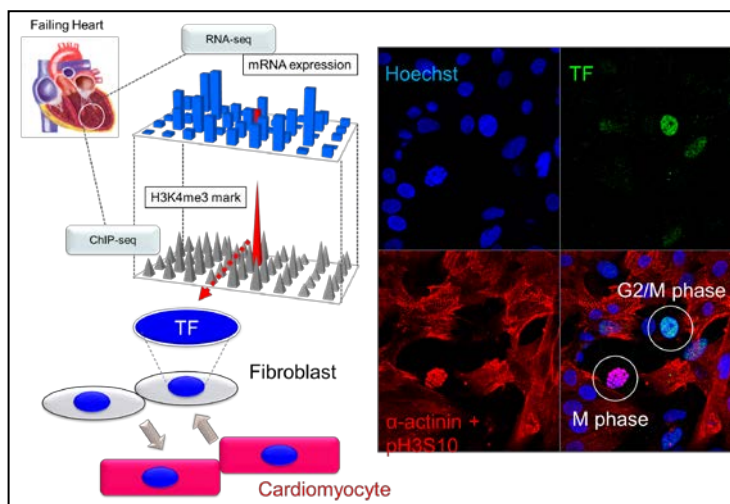 Failing Heart
RNA-seq
mRNA expression
H3K4me3 mark
ChIP-seq
TF
Fibroblast
Cardiomyocyte
Hoechst
TF
G2/M phase
α-actinin +
pH3S10
M phase